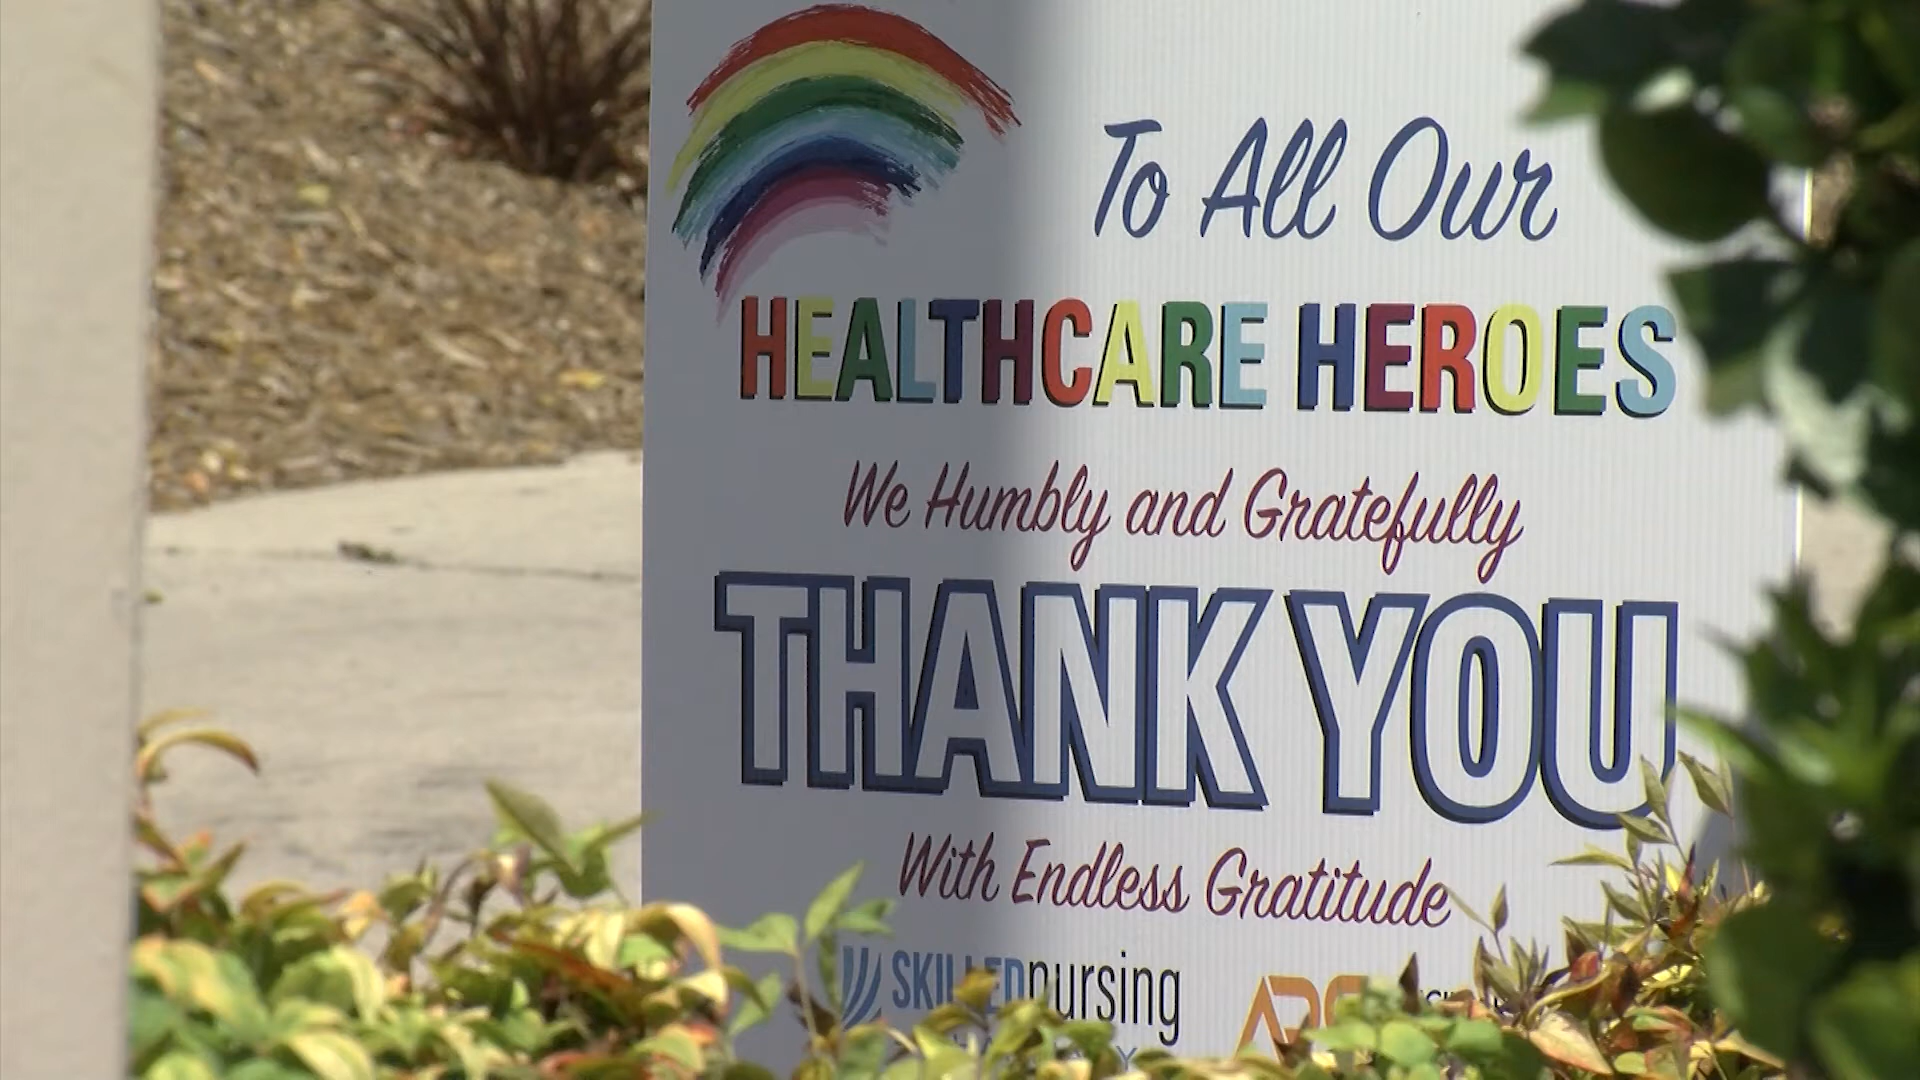 To All Our
HEALTHCARE HEROES
We Humbly and Gratefully
THANK YOU
With Endless Gratitude
SKILLEDnursing